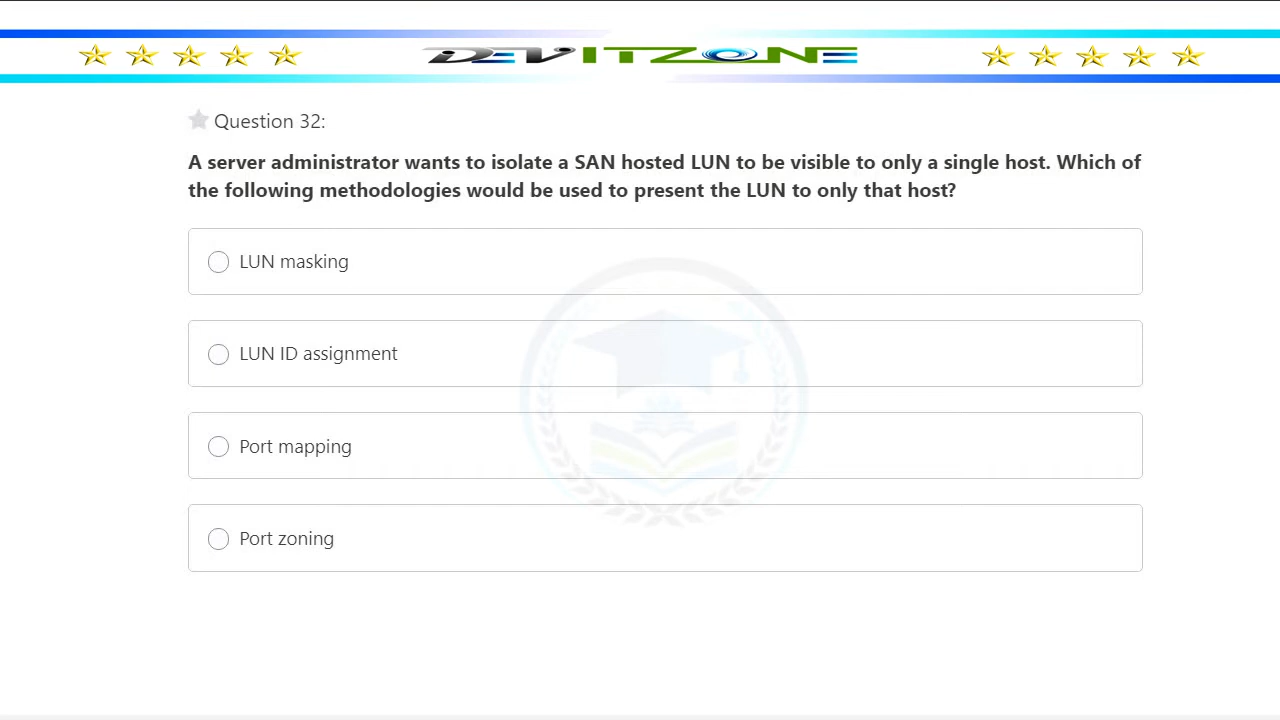 DEVITZONE
Question 32:
A server administrator wants to isolate a SAN hosted LUN to be visible to only a single host. Which of
the following methodologies would be used to present the LUN to only that host?
LUN masking
LUN ID assignment
Port mapping
Port zoning